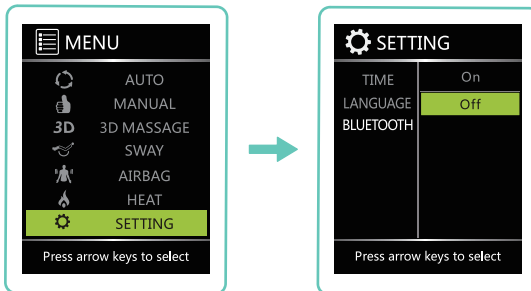 MENU
AUTO
MANUAL
3D 3D MASSAGE
SWAY
AIRBAG
HEAT
SETTING
Press arrow keys to select
SETTING
TIME On
LANGUAGE Off
BLUETOOTH
Press arrow keys to select